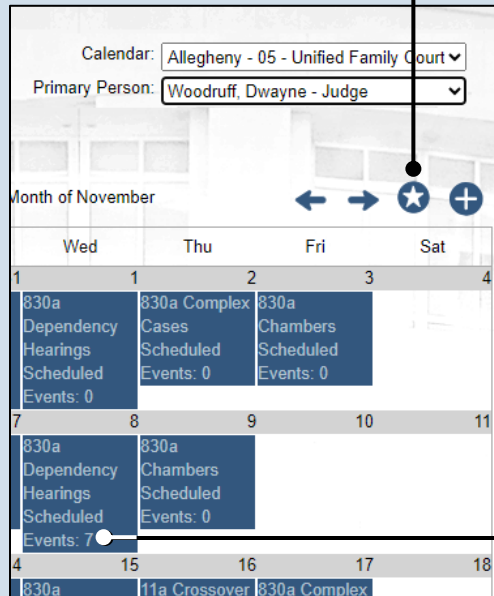 Calendar: Allegheny - 05 - Unified Family Court
Primary Person: Woodruff, Dwayne - Judge
Month of November
Wed Thu Fri Sat
1 1 2 3 4
830a 830a Complex 830a
Dependency Cases Chambers
Hearings Scheduled Scheduled
Scheduled Events: 0 Events: 0
Events: 0
7 8 9 10 11
830a 830a
Dependency Chambers
Hearings Scheduled
Scheduled Events: 0
Events: 7
4 15 16 17 18
830a 11a Crossover 830a Complex